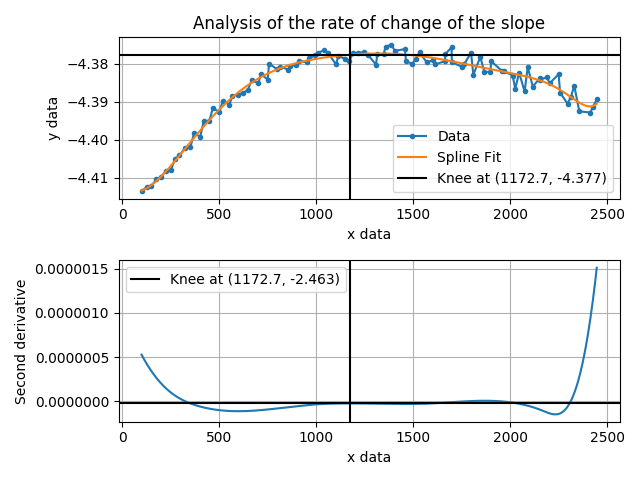 Analysis of the rate of change of the slope
−4.38
−4.39
−4.40
−4.41
y data
Data
Spline Fit
Knee at (1172.7, -4.377)
0 500 1000 1500 2000 2500
x data
0.0000015
0.0000010
0.0000005
0.0000000
Second derivative
Knee at (1172.7, -2.463)
0 500 1000 1500 2000 2500
x data